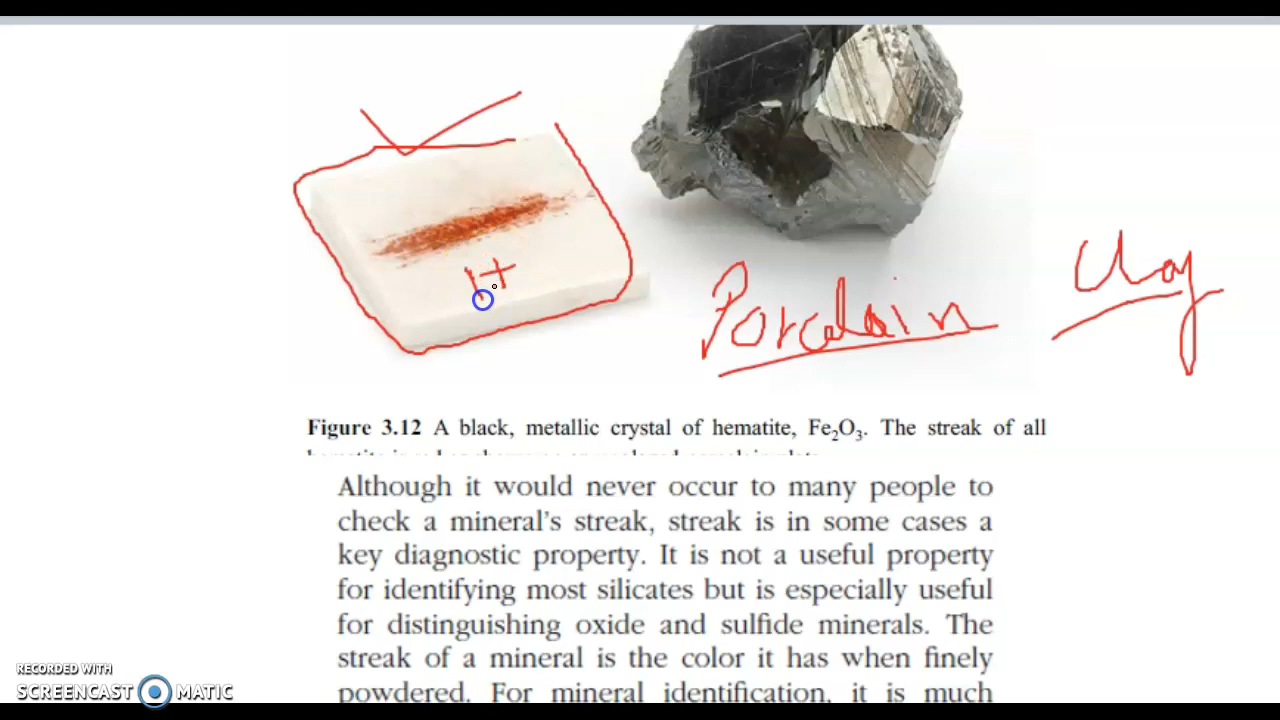 H
Porcelain
Clay
Figure 3.12 A black, metallic crystal of hematite, Fe₂O₃. The streak of all
Although it would never occur to many people to
check a mineral's streak, streak is in some cases a
key diagnostic property. It is not a useful property
for identifying most silicates but is especially useful
for distinguishing oxide and sulfide minerals. The
streak of a mineral is the color it has when finely
powdered. For mineral identification, it is much
RECORDED WITH
SCREENCAST MATIC